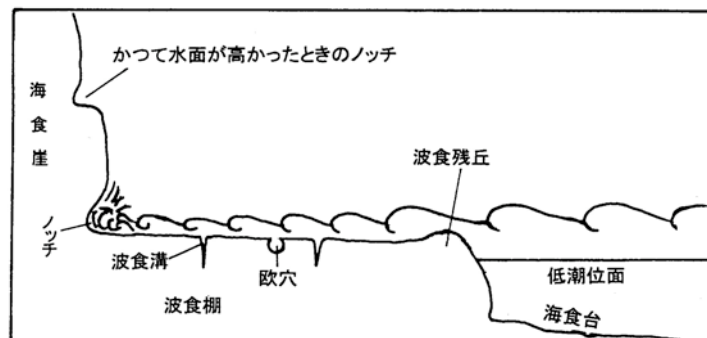 かつて水面が高かったときのノッチ
海食崖
波食残丘
ノッチ
波食溝
欧穴
低潮位面
波食棚
海食台